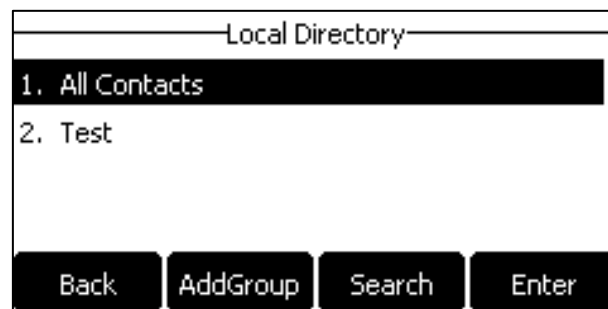 Local Directory
1. All Contacts
2. Test
Back AddGroup Search Enter